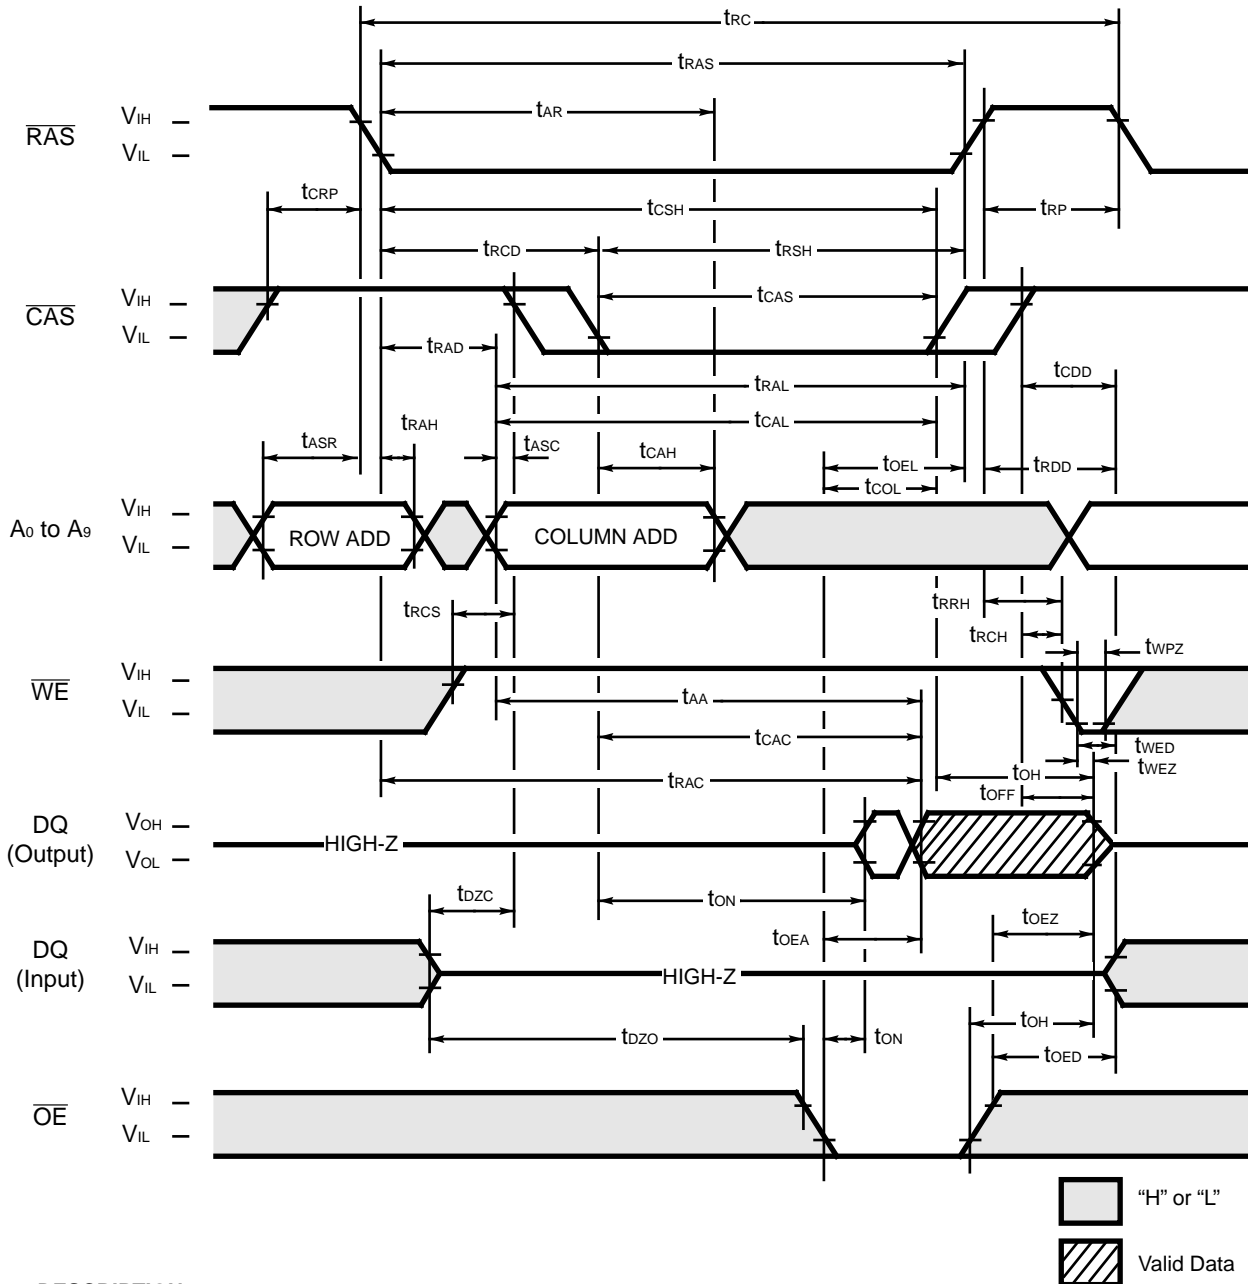 tRC
tRAS
tAR
RAS
VIH
VIL
tCRP
tCSH
tRP
tRCD
tRSH
CAS
VIH
VIL
tCAS
tRAD
tRAL
tCDD
tASR
tRAH
tASC
tCAL
tCAH
tOEL
tRDD
tCOL
A0 to A9
VIH
VIL
ROW ADD
COLUMN ADD
tRCS
tRRH
tRCH
tWPZ
WE
VIH
VIL
tAA
tCAC
tWED
tRAC
tOH
tWEZ
tOFF
DQ
(Output)
VOH
VOL
HIGH-Z
tDZC
tON
tOEA
tOEZ
DQ
(Input)
VIH
VIL
HIGH-Z
tDZO
tON
tOH
tOED
OE
VIH
VIL
“H” or “L”
Valid Data